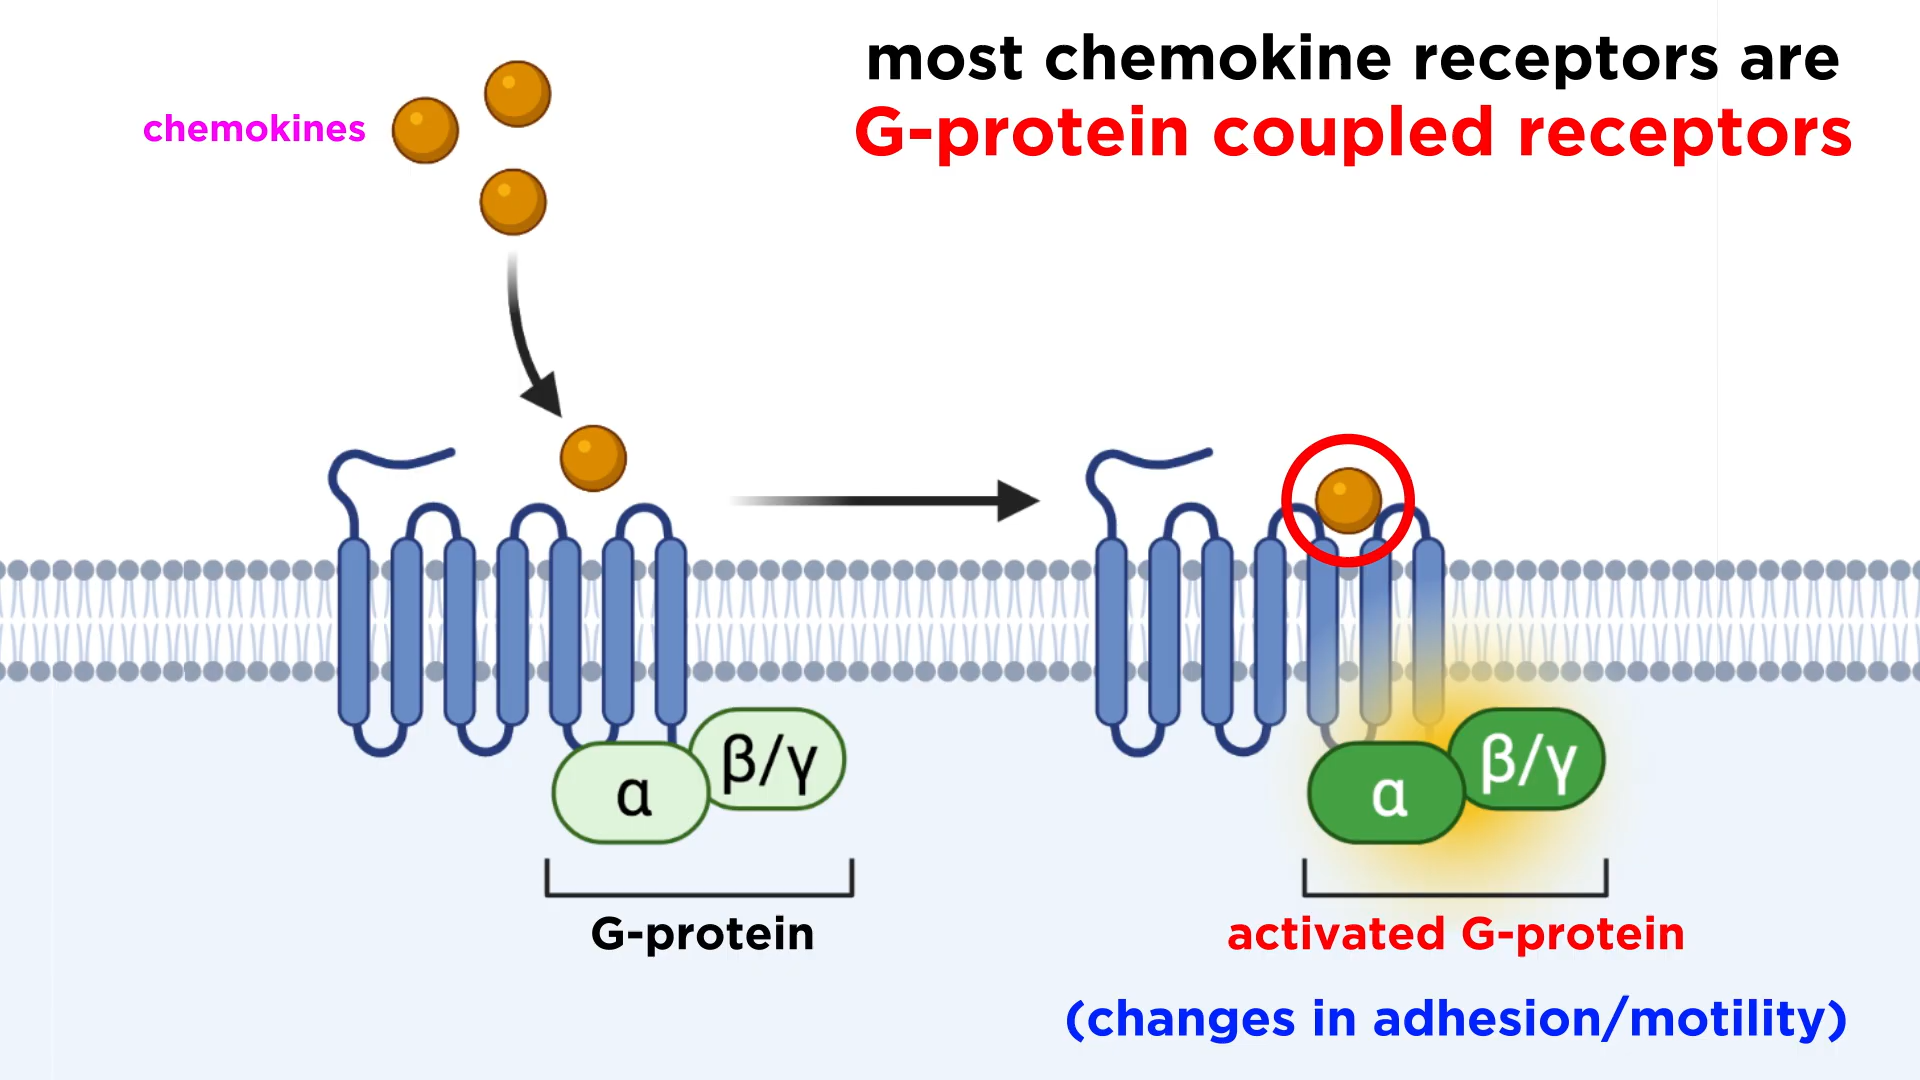 most chemokine receptors are
G-protein coupled receptors
chemokines
α
β/γ
α
β/γ
G-protein
activated G-protein
(changes in adhesion/motility)